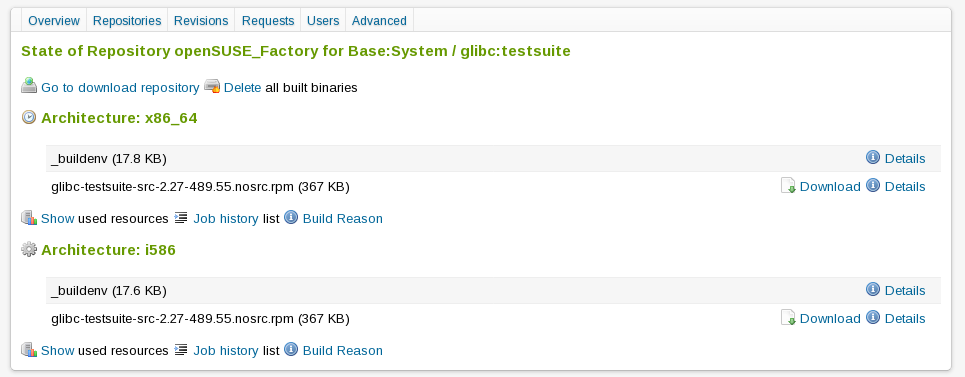 Overview Repositories Revisions Requests Users Advanced
State of Repository openSUSE_Factory for Base:System / glibc:testsuite
Go to download repository Delete all built binaries
Architecture: x86_64
_buildenv (17.8 KB) Details
glibc-testsuite-src-2.27-489.55.nosrc.rpm (367 KB) Download Details
Show used resources Job history list Build Reason
Architecture: i586
_buildenv (17.6 KB) Details
glibc-testsuite-src-2.27-489.55.nosrc.rpm (367 KB) Download Details
Show used resources Job history list Build Reason